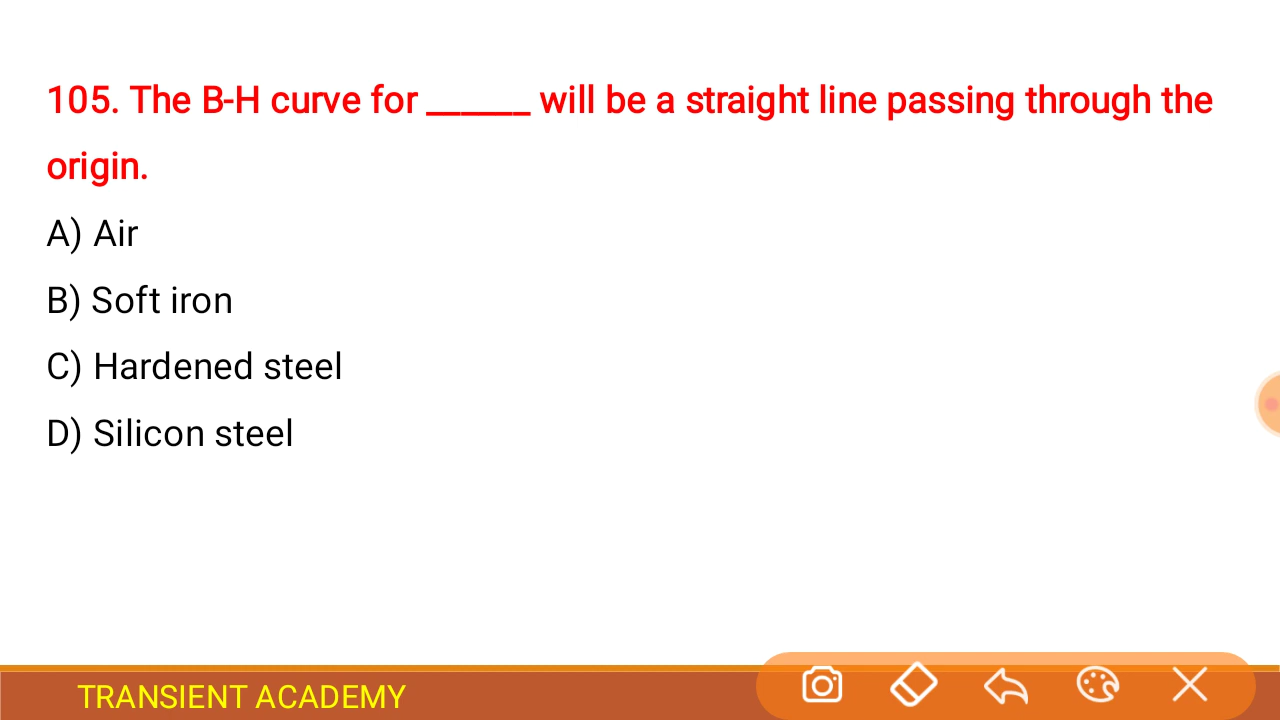 105. The B-H curve for ______ will be a straight line passing through the
origin.
A) Air
B) Soft iron
C) Hardened steel
D) Silicon steel
TRANSIENT ACADEMY